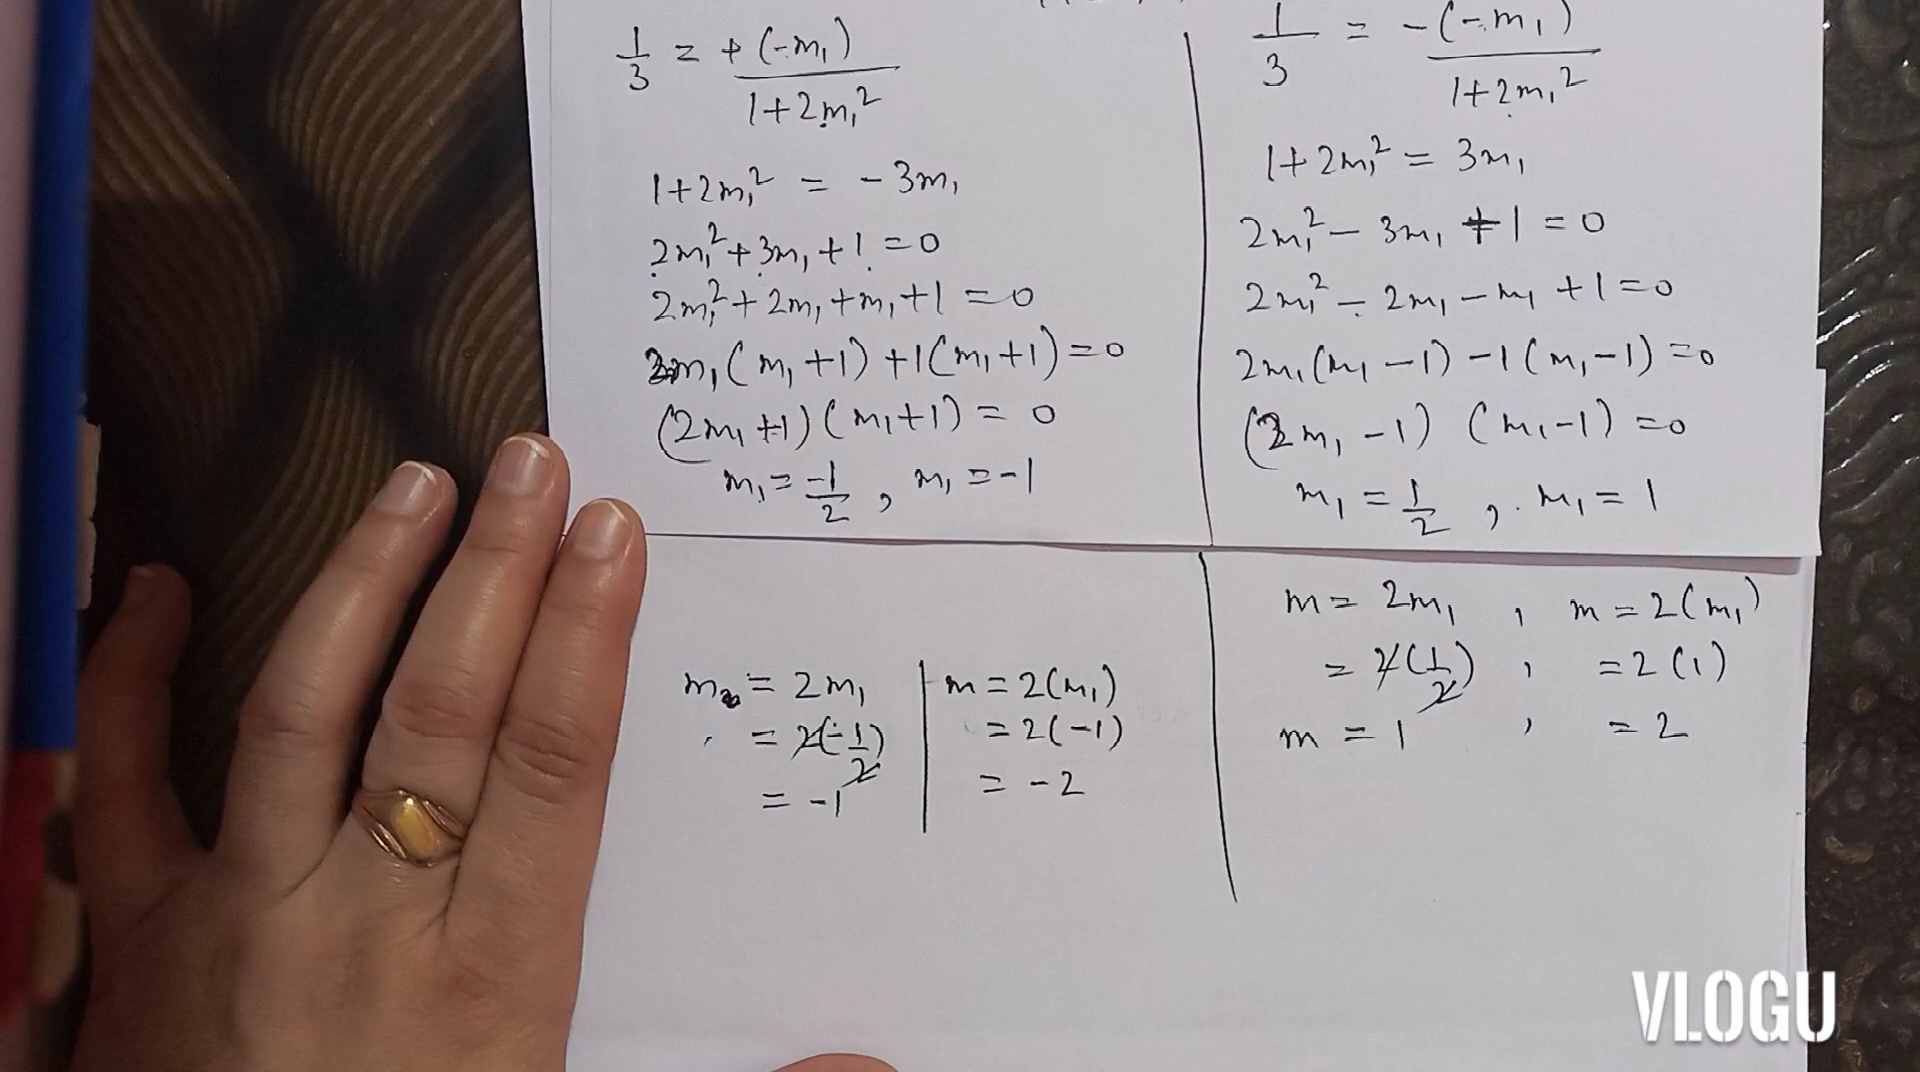 1/3 = + (-m₁) / 1+2m₁²
1+2m₁² = - 3m₁
2m₁²+3m₁+1 = 0
2m₁²+2m₁+m₁+1 = 0
2m₁(m₁+1)+1(m₁+1)=0
(2m₁+1)(m₁+1) = 0
m₁ = -1/2 , m₁ = -1
1/3 = -(-m₁) / 1+2m₁²
1+2m₁² = 3m₁
2m₁² - 3m₁ + 1 = 0
2m₁² - 2m₁ - m₁ + 1 = 0
2m₁(m₁-1) -1(m₁-1) = 0
(2m₁-1) (m₁-1) = 0
m₁ = 1/2 , m₁ = 1
m = 2m₁
= 2(-1/2)
= -1
m = 2(m₁)
= 2(-1)
= -2
m = 2m₁ , m = 2(m₁)
= 2(1/2) , = 2(1)
m = 1 , = 2
VLOGU